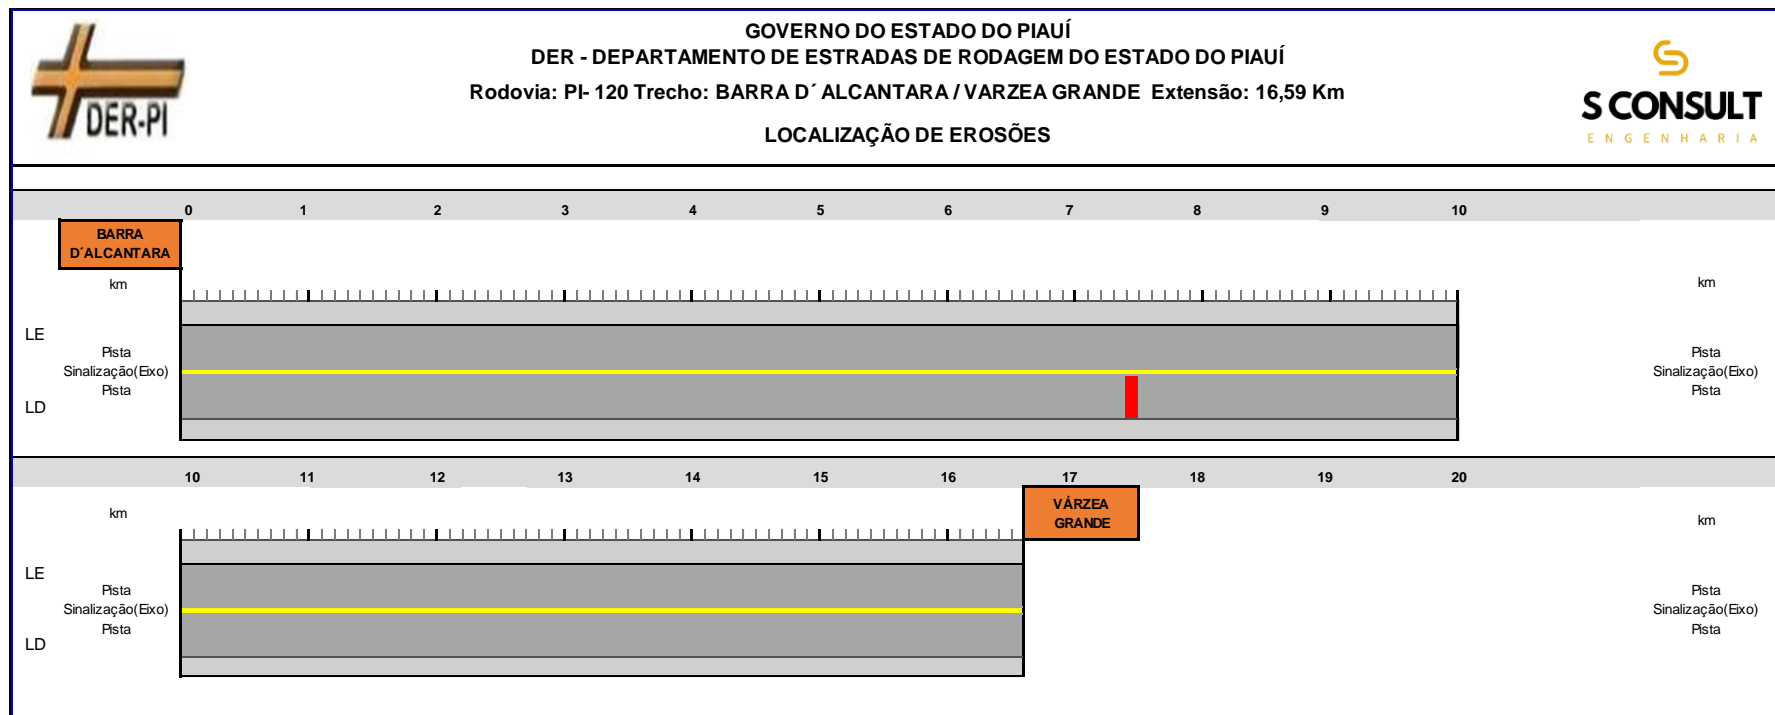 GOVERNO DO ESTADO DO PIAUÍ
DER - DEPARTAMENTO DE ESTRADAS DE RODAGEM DO ESTADO DO PIAUÍ
Rodovia: PI- 120 Trecho: BARRA D´ ALCANTARA / VARZEA GRANDE Extensão: 16,59 Km
LOCALIZAÇÃO DE EROSÕES
DER-PI
S CONSULT
ENGENHARIA
0 1 2 3 4 5 6 7 8 9 10
BARRA
D´ALCANTARA
km km
LE
Pista Pista
Sinalização(Eixo) Sinalização(Eixo)
Pista Pista
LD
10 11 12 13 14 15 16 17 18 19 20
VÁRZEA
GRANDE
km km
LE
Pista Pista
Sinalização(Eixo) Sinalização(Eixo)
Pista Pista
LD